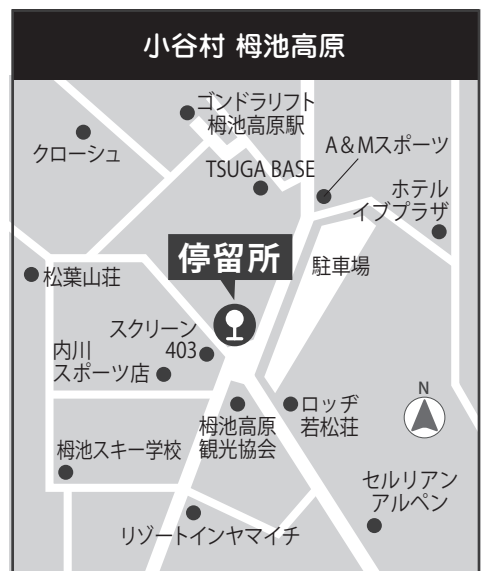 小谷村 栂池高原
ゴンドラリフト
栂池高原駅
クローシュ
A&Mスポーツ
TSUGA BASE
ホテル
イブプラザ
停留所
駐車場
松葉山荘
スクリーン
403
内川
スポーツ店
N
ロッヂ
若松荘
栂池高原
観光協会
栂池スキー学校
セルリアン
アルペン
リゾートインヤマイチ